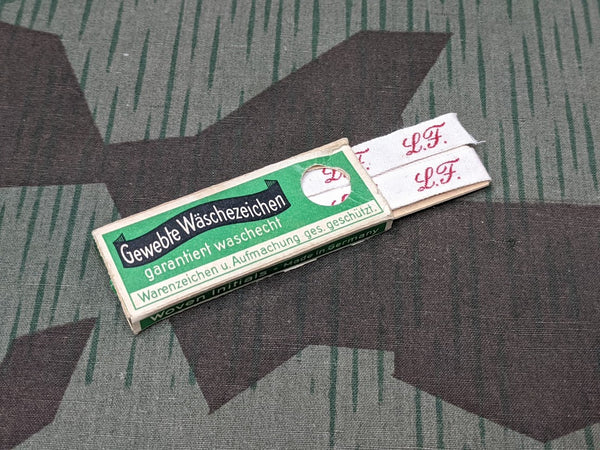 Gewebte Wäschezeichen
garantiert waschecht
Warenzeichen u. Aufmachung ges. geschützt.
Woven Initials - Made in Germany
L.F.
L.F.